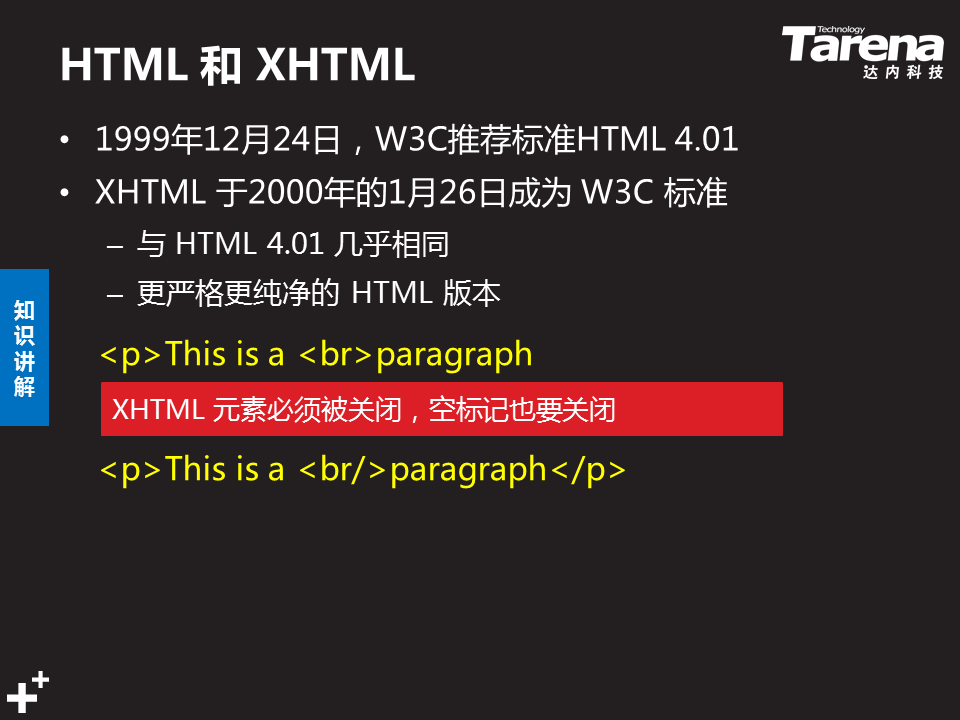 HTML 和 XHTML
Technology
Tarena
达内科技
• 1999年12月24日，W3C推荐标准HTML 4.01
• XHTML 于2000年的1月26日成为 W3C 标准
– 与 HTML 4.01 几乎相同
– 更严格更纯净的 HTML 版本
知识讲解
<p>This is a <br>paragraph
XHTML 元素必须被关闭，空标记也要关闭
<p>This is a <br/>paragraph</p>